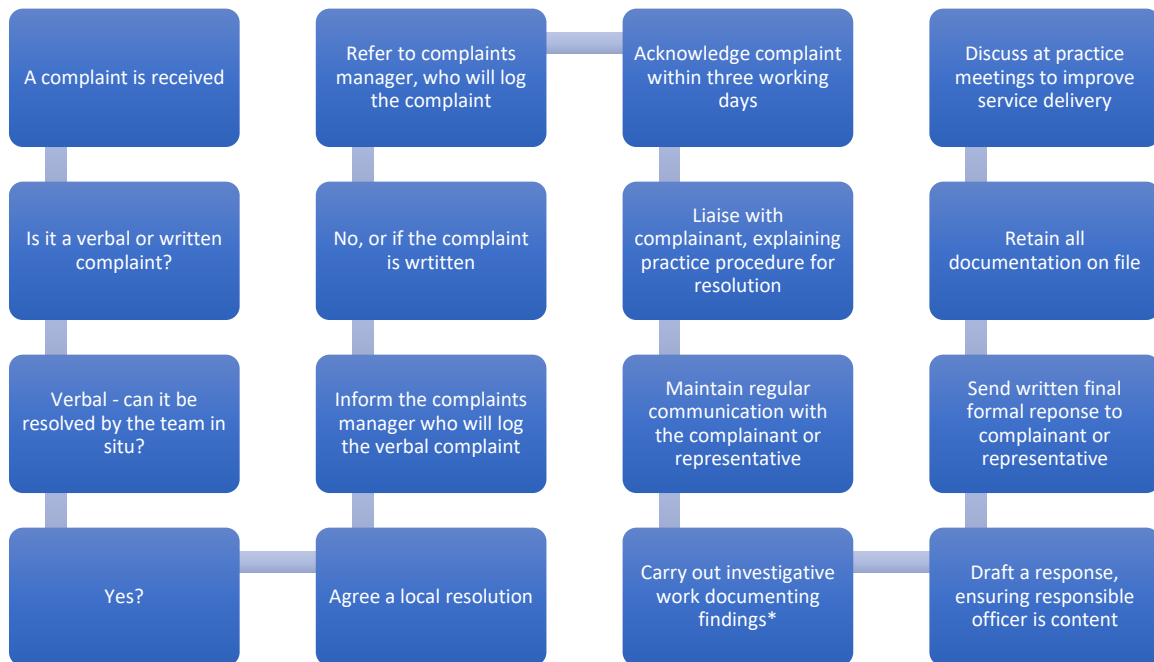 A complaint is received
Is it a verbal or written
complaint?
Verbal - can it be
resolved by the team in
situ?
Yes?
Agree a local resolution
Inform the complaints
manager who will log
the verbal complaint
No, or if the complaint
is wrtitten
Refer to complaints
manager, who will log
the complaint
Acknowledge complaint
within three working
days
Liaise with
complainant, explaining
practice procedure for
resolution
Maintain regular
communication with
the complainant or
representative
Carry out investigative
work documenting
findings*
Draft a response,
ensuring responsible
officer is content
Send written final
formal reponse to
complainant or
representative
Retain all
documentation on file
Discuss at practice
meetings to improve
service delivery